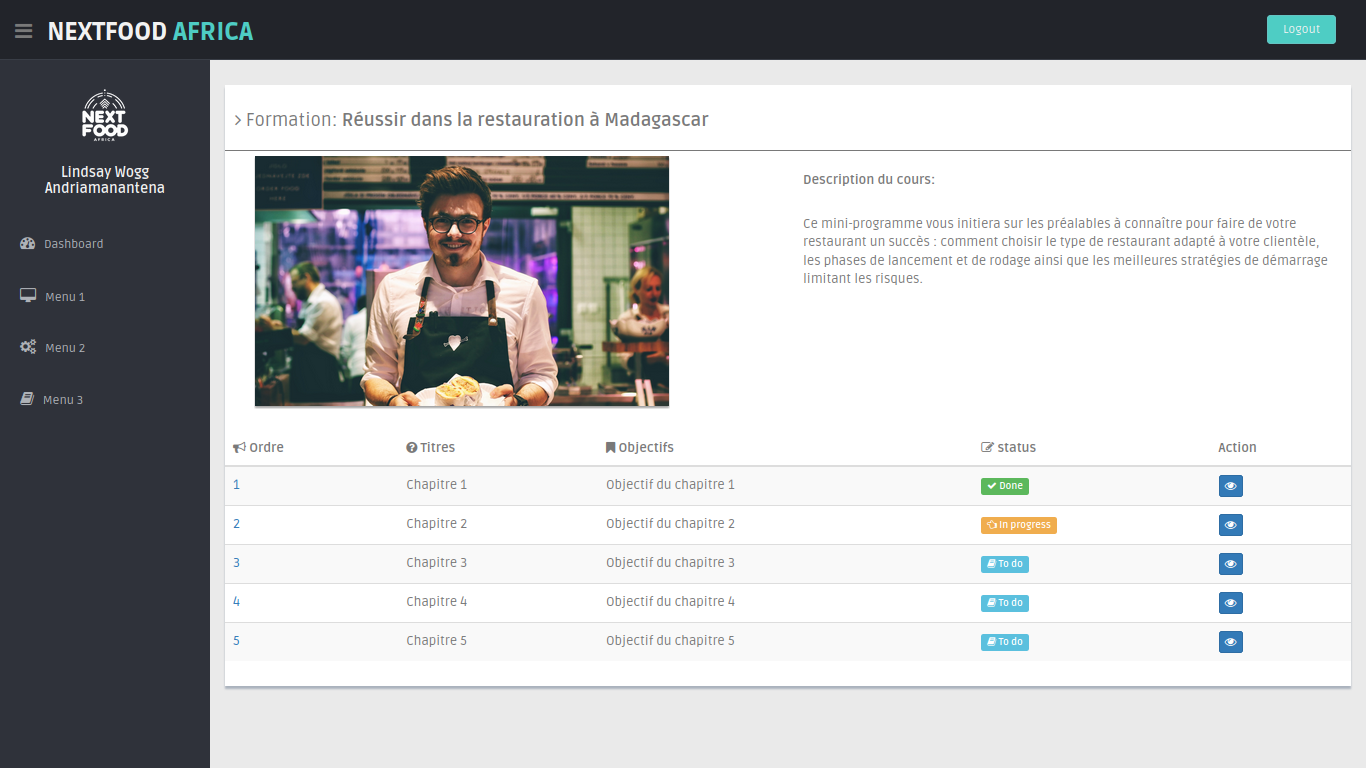 NEXTFOOD AFRICA
Logout
NEXT
FOOD
AFRICA
Lindsay Wogg
Andriamanantena
Dashboard
Menu 1
Menu 2
Menu 3
Formation: Réussir dans la restauration à Madagascar
Description du cours:
Ce mini-programme vous initiera sur les préalables à connaître pour faire de votre
restaurant un succès : comment choisir le type de restaurant adapté à votre clientêle,
les phases de lancement et de rodage ainsi que les meilleures stratégies de démarrage
limitant les risques.
Ordre Titres Objectifs status Action
1 Chapitre 1 Objectif du chapitre 1 Done
2 Chapitre 2 Objectif du chapitre 2 In progress
3 Chapitre 3 Objectif du chapitre 3 To do
4 Chapitre 4 Objectif du chapitre 4 To do
5 Chapitre 5 Objectif du chapitre 5 To do